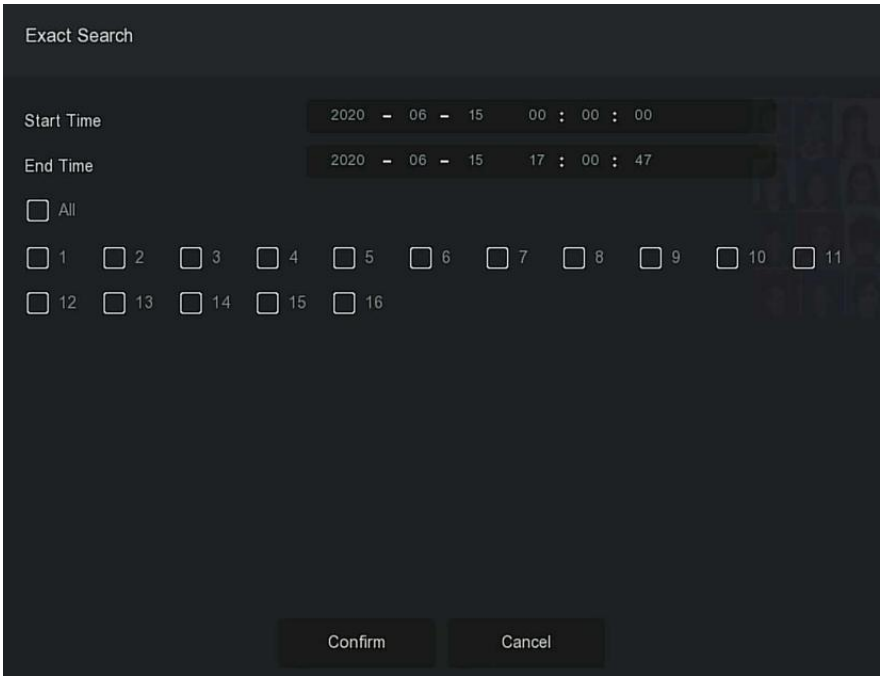 Exact Search
Start Time 2020 - 06 - 15 00 : 00 : 00
End Time 2020 - 06 - 15 17 : 00 : 47
All
1 2 3 4 5 6 7 8 9 10 11
12 13 14 15 16
Confirm Cancel